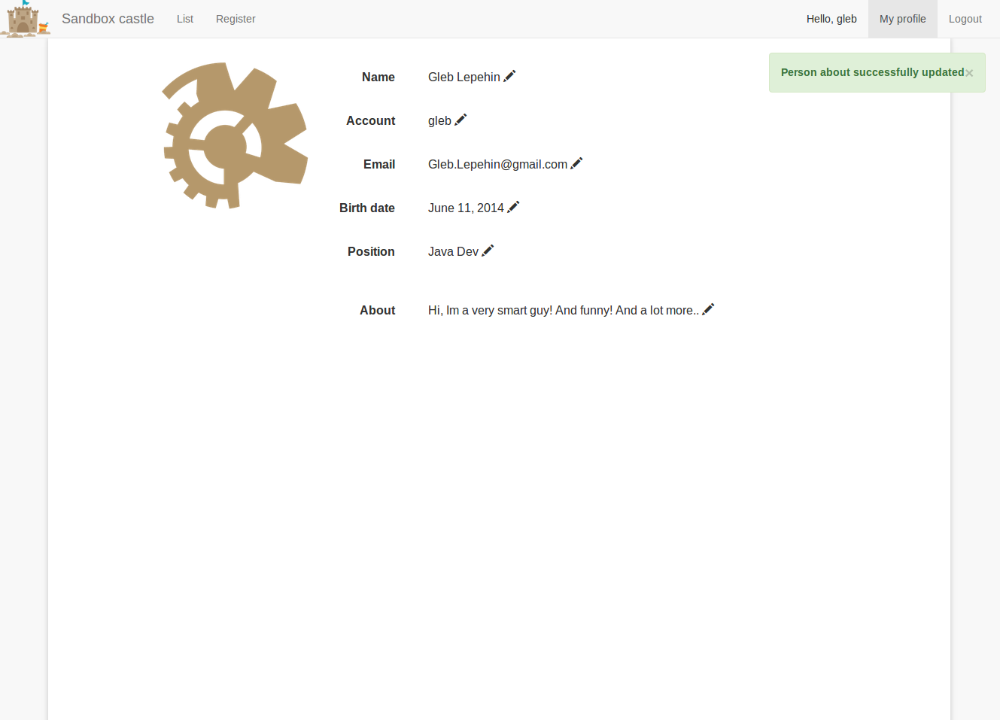 Sandbox castle List Register Hello, gleb My profile Logout
Person about successfully updated×
Name Gleb Lepehin
Account gleb
Email Gleb.Lepehin@gmail.com
Birth date June 11, 2014
Position Java Dev
About Hi, Im a very smart guy! And funny! And a lot more..